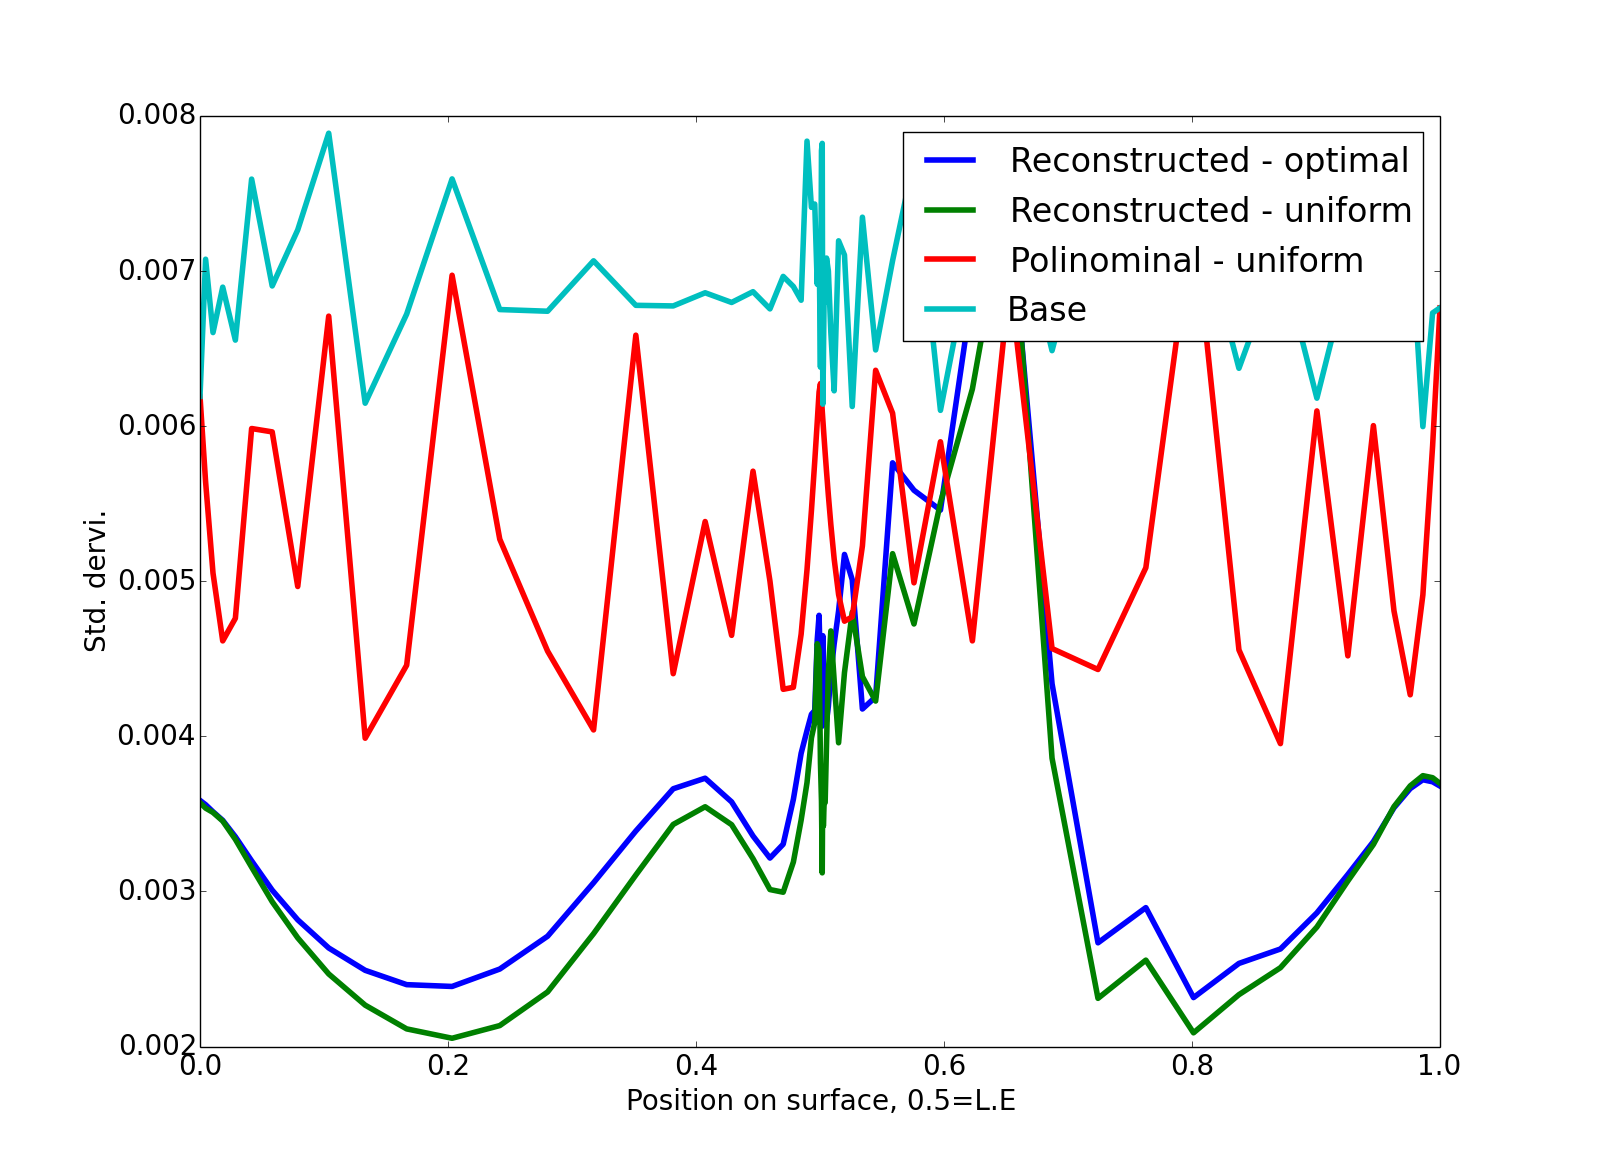 0.008
0.007
0.006
0.005
0.004
0.003
0.002
Std. dervi.
Reconstructed - optimal
Reconstructed - uniform
Polinominal - uniform
Base
0.0 0.2 0.4 0.6 0.8 1.0
Position on surface, 0.5=L.E